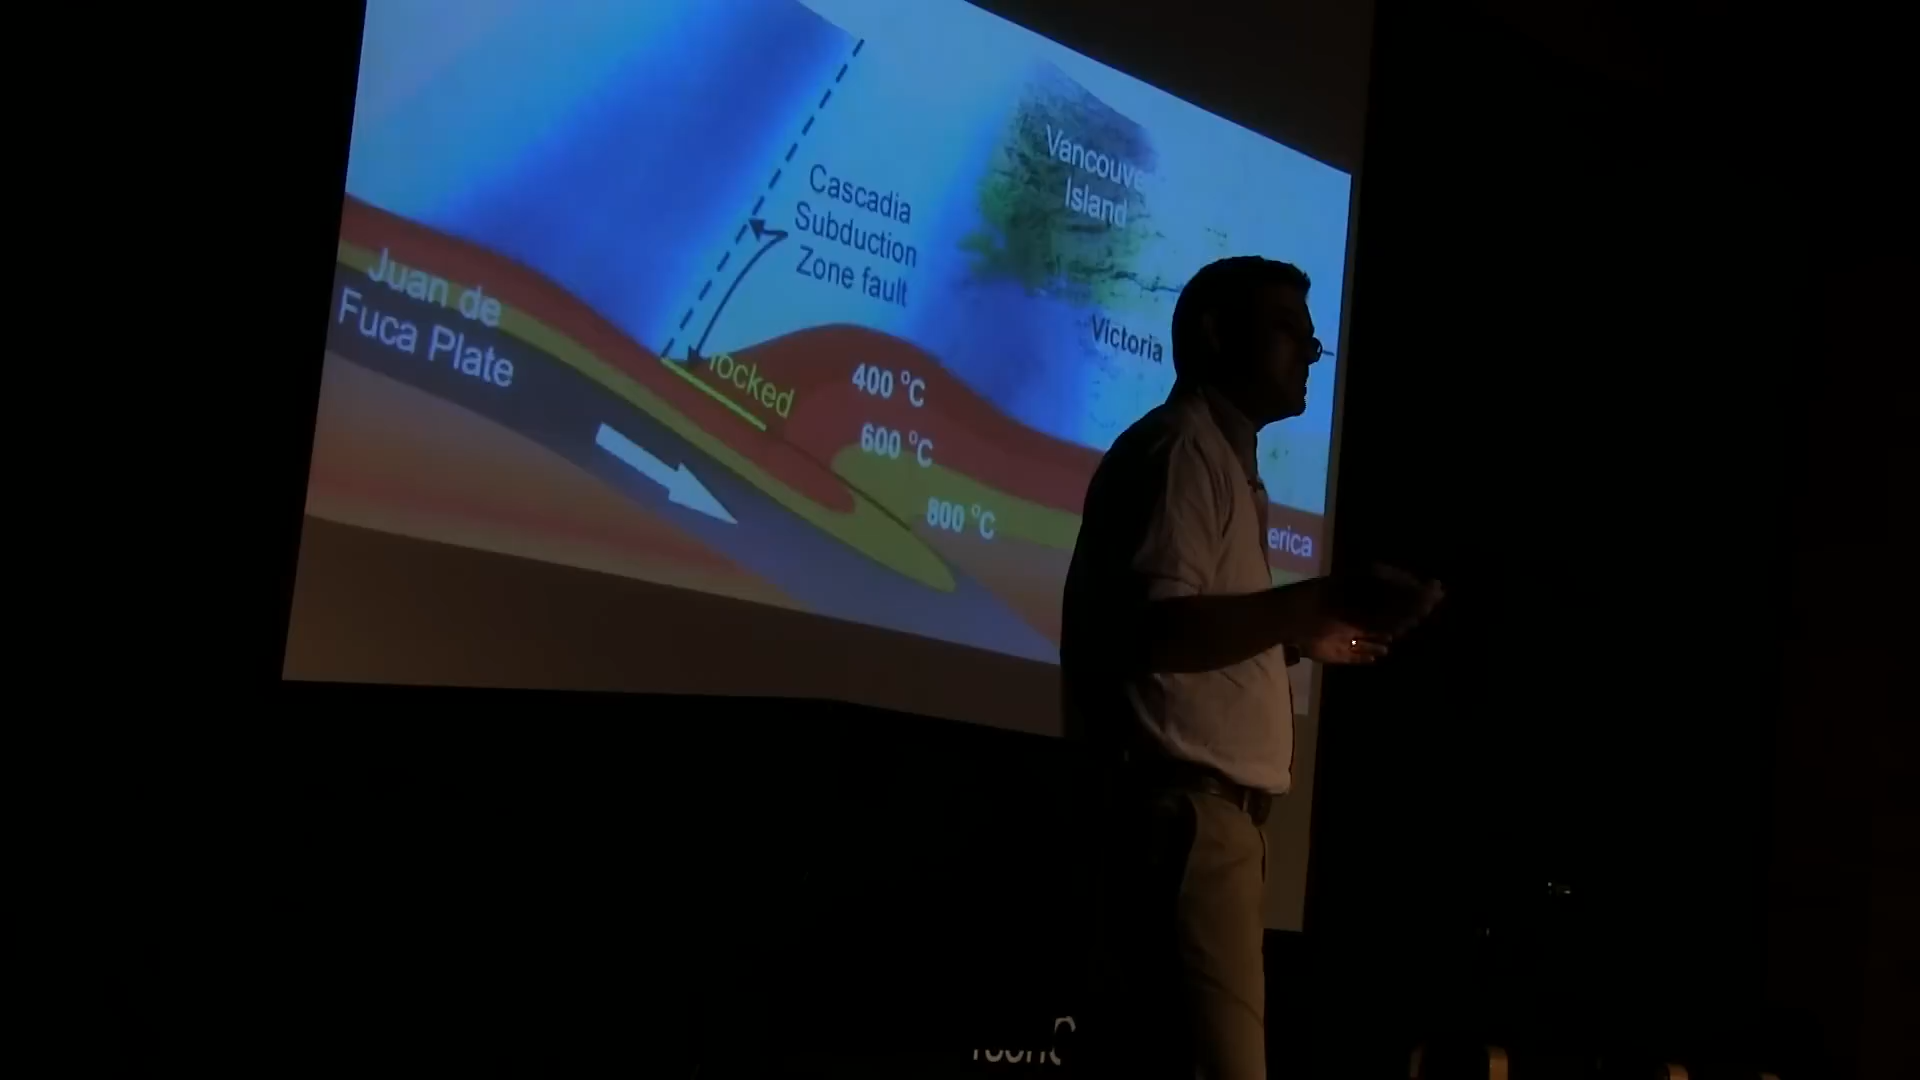 Cascadia
Subduction
Zone fault
Vancouve
Island
Victoria
Juan de
Fuca Plate
locked
400 °C
600 °C
800 °C
erica